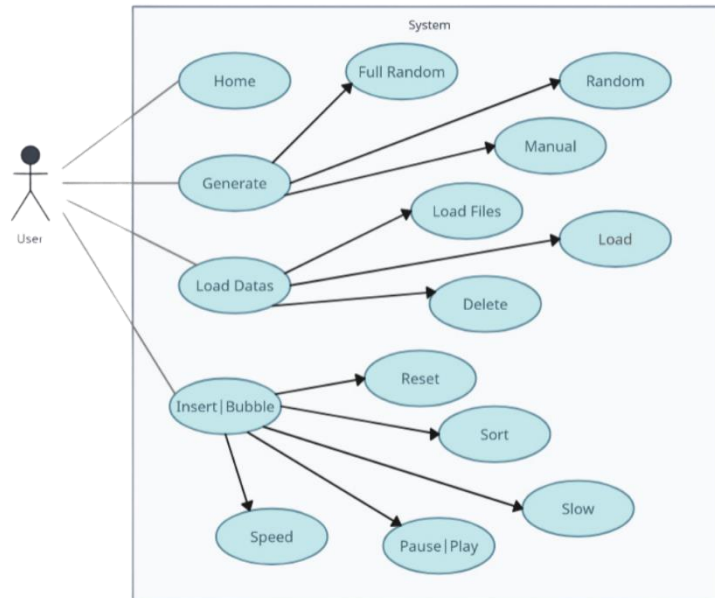 System
Home
Full Random
Random
Manual
Generate
User
Load Files
Load
Load Datas
Delete
Reset
Insert|Bubble
Sort
Slow
Speed
Pause|Play